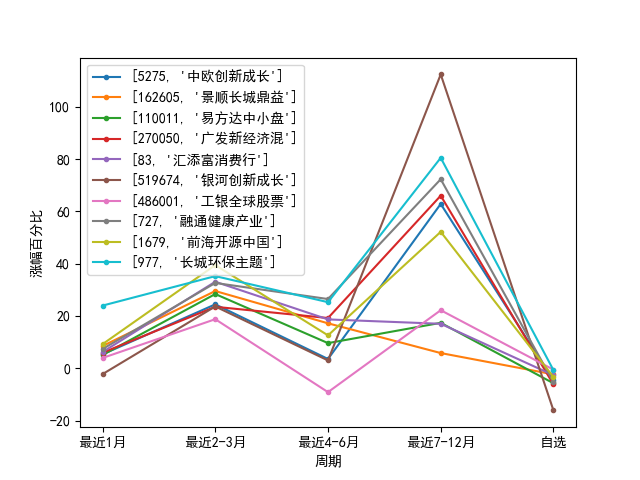 [5275, '中欧创新成长']
[162605, '景顺长城鼎益']
[110011, '易方达中小盘']
[270050, '广发新经济混']
[83, '汇添富消费行']
[519674, '银河创新成长']
[486001, '工银全球股票']
[727, '融通健康产业']
[1679, '前海开源中国']
[977, '长城环保主题']
涨幅百分比
100
80
60
40
20
0
−20
最近1月 最近2-3月 最近4-6月 最近7-12月 自选
周期